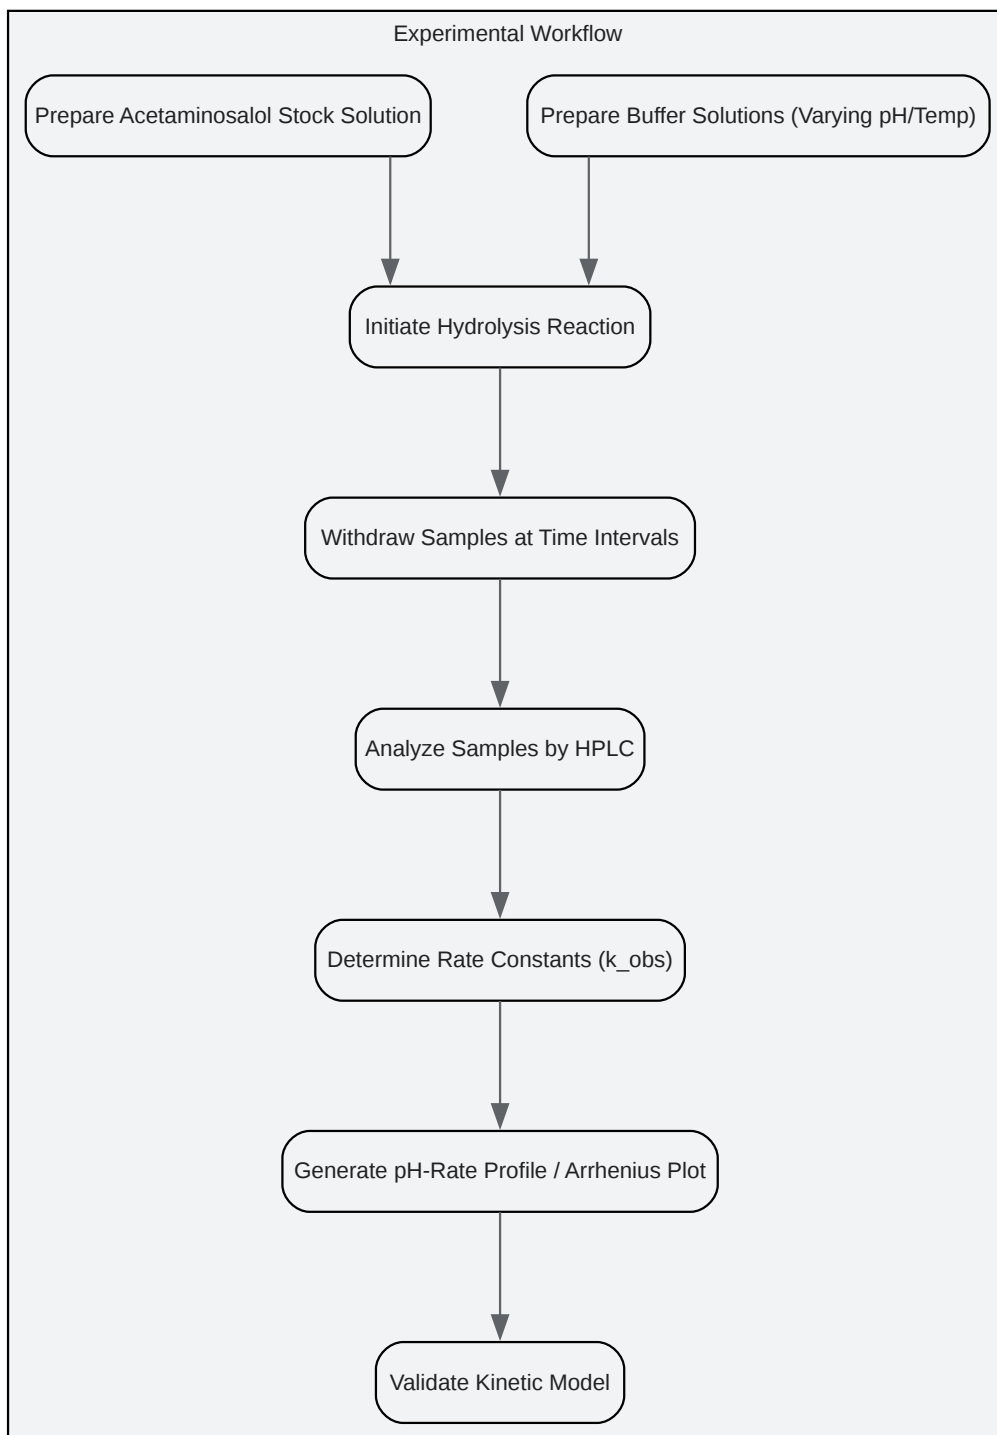 Experimental Workflow
Prepare Acetaminosalol Stock Solution
Prepare Buffer Solutions (Varying pH/Temp)
Initiate Hydrolysis Reaction
Withdraw Samples at Time Intervals
Analyze Samples by HPLC
Determine Rate Constants (k_obs)
Generate pH-Rate Profile / Arrhenius Plot
Validate Kinetic Model